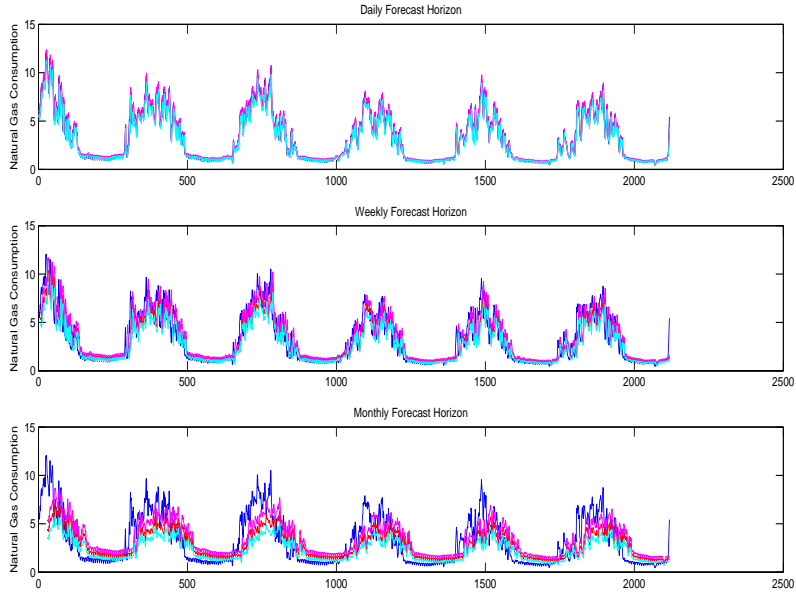 Daily Forecast Horizon
Natural Gas Consumption
15
10
5
0
0 500 1000 1500 2000 2500
Weekly Forecast Horizon
Natural Gas Consumption
15
10
5
0
0 500 1000 1500 2000 2500
Monthly Forecast Horizon
Natural Gas Consumption
15
10
5
0
0 500 1000 1500 2000 2500